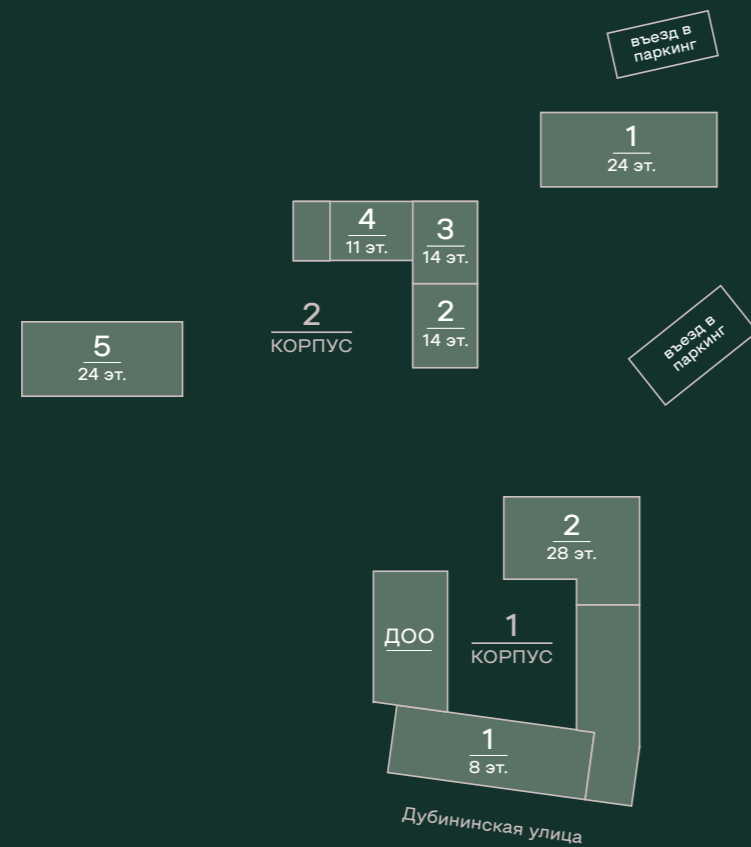 въезд в
паркинг
1
24 эт.
4
11 эт.
3
14 эт.
2
КОРПУС
2
14 эт.
въезд в
паркинг
5
24 эт.
2
28 эт.
ДОО
1
КОРПУС
1
8 эт.
Дубининская улица